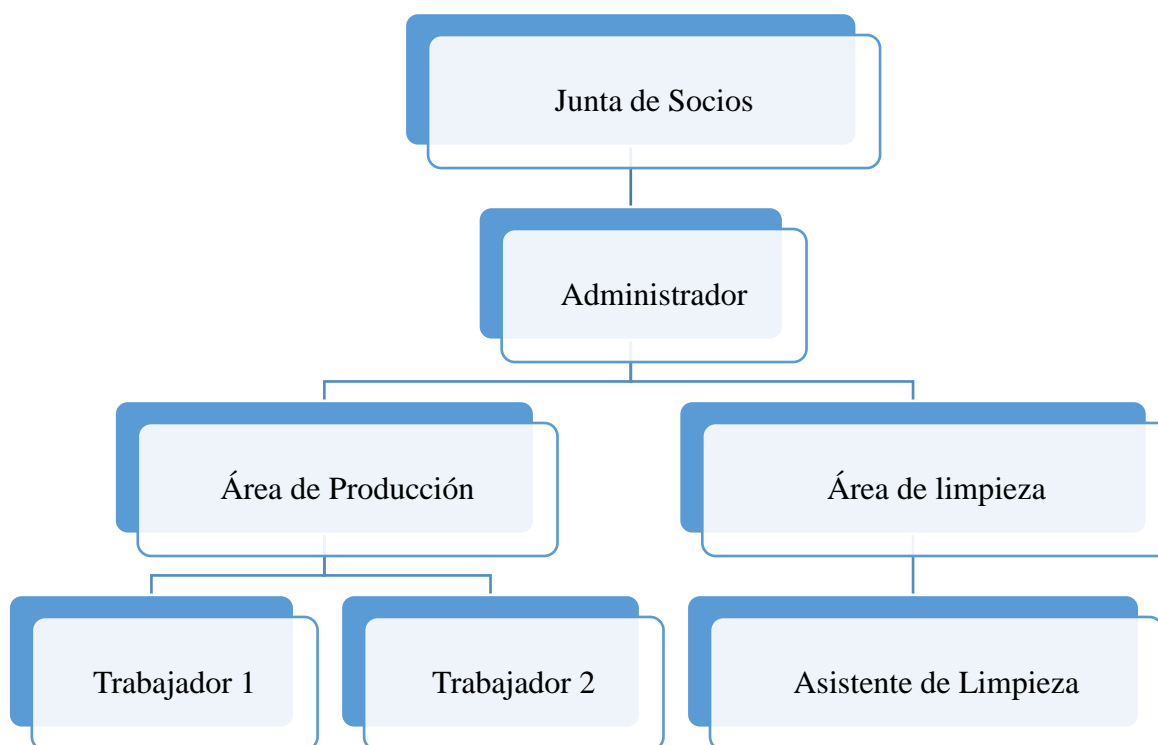 Junta de Socios
Administrador
Área de Producción
Área de limpieza
Trabajador 1
Trabajador 2
Asistente de Limpieza